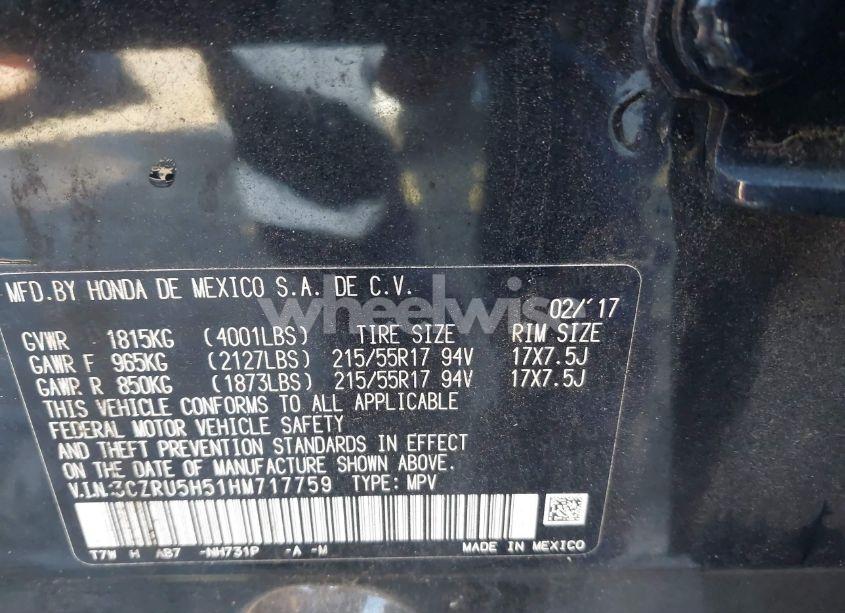 MFD.BY HONDA DE MEXICO S.A. DE C.V. 02/'17
GVWR 1815KG (4001LBS) TIRE SIZE RIM SIZE
GAWR F 965KG (2127LBS) 215/55R17 94V 17X7.5J
GAWR R 850KG (1873LBS) 215/55R17 94V 17X7.5J
THIS VEHICLE CONFORMS TO ALL APPLICABLE
FEDERAL MOTOR VEHICLE SAFETY
AND THEFT PREVENTION STANDARDS IN EFFECT
ON THE DATE OF MANUFACTURE SHOWN ABOVE.
V.I.N.:3CZRU5H51HM717759 TYPE: MPV
T7W H AB7 -NH731P -A -M MADE IN MEXICO
wheelwise